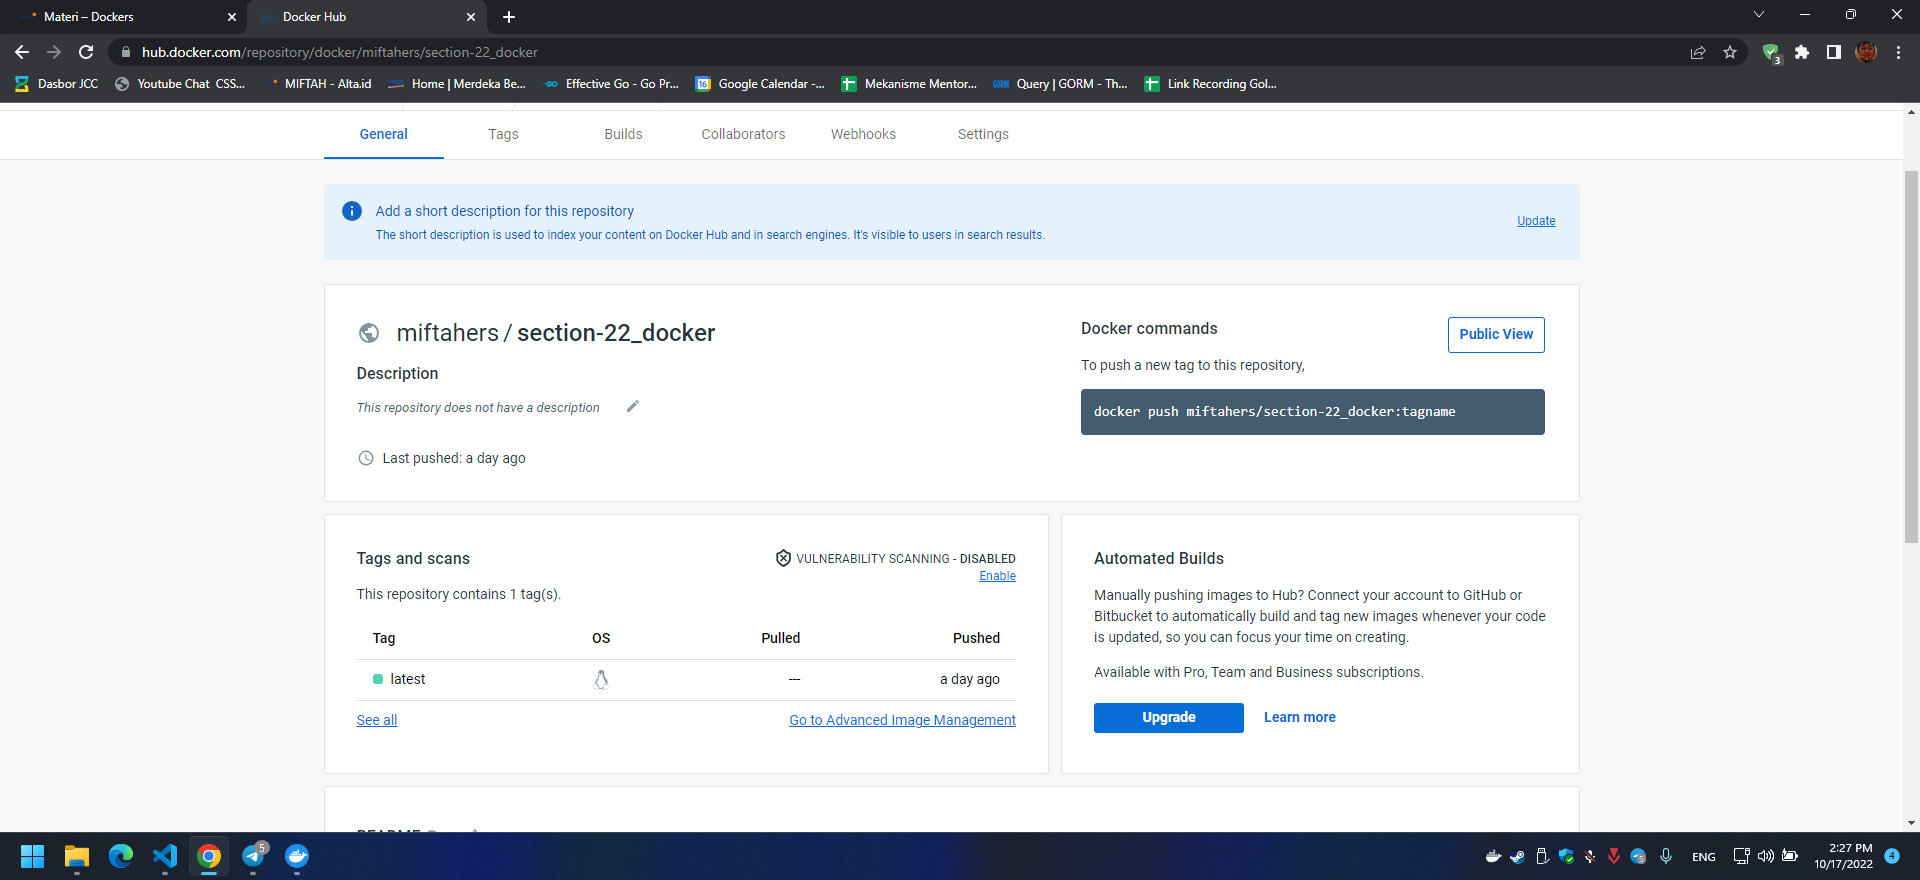 Materi – Dockers
Docker Hub
hub.docker.com/repository/docker/miftahers/section-22_docker
3
Dasbor JCC
Youtube Chat CSS...
MIFTAH - Alta.id
Home | Merdeka Be...
Effective Go - Go Pr...
16
Google Calendar -...
Mekanisme Mentor...
GORM
Query | GORM - Th...
Link Recording Gol...
General
Tags
Builds
Collaborators
Webhooks
Settings
Add a short description for this repository
The short description is used to index your content on Docker Hub and in search engines. It's visible to users in search results.
Update
miftahers / section-22_docker
Description
This repository does not have a description
Last pushed: a day ago
Docker commands
Public View
To push a new tag to this repository,
docker push miftahers/section-22_docker:tagname
Tags and scans
VULNERABILITY SCANNING - DISABLED
Enable
This repository contains 1 tag(s).
Tag OS Pulled Pushed
latest --- a day ago
See all
Go to Advanced Image Management
Automated Builds
Manually pushing images to Hub? Connect your account to GitHub or
Bitbucket to automatically build and tag new images whenever your code
is updated, so you can focus your time on creating.
Available with Pro, Team and Business subscriptions.
Upgrade
Learn more
README
5
ENG
2:27 PM
10/17/2022
4